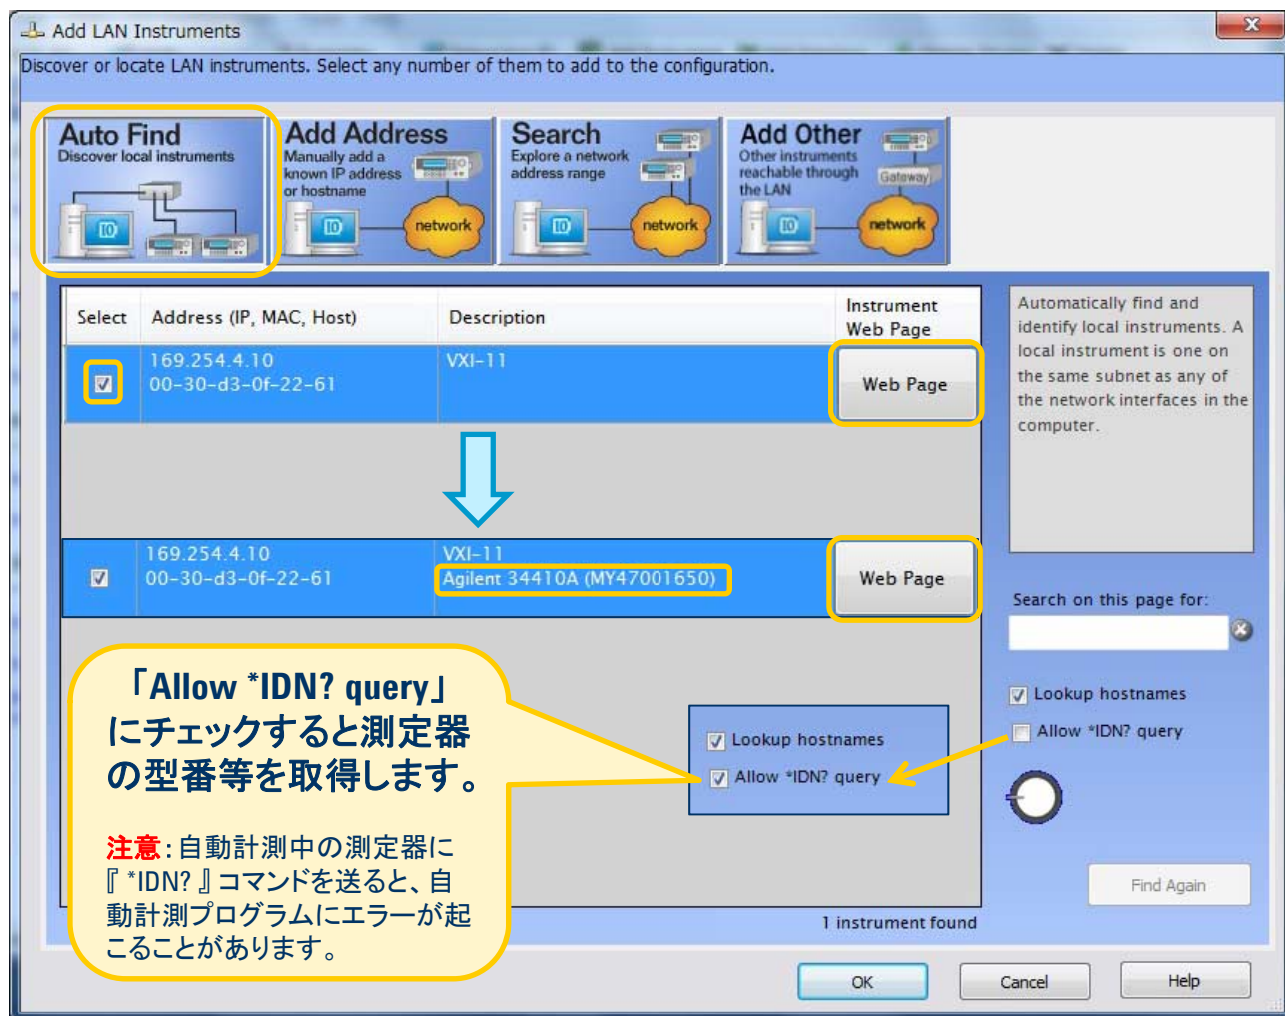 Add LAN Instruments
Discover or locate LAN instruments. Select any number of them to add to the configuration.
Auto Find
Discover local instruments
IO
Add Address
Manually add a
known IP address
or hostname
IO
network
Search
Explore a network
address range
IO
network
Add Other
Other instruments
reachable through
the LAN
Gateway
IO
network
Select
Address (IP, MAC, Host)
Description
Instrument
Web Page
169.254.4.10
00-30-d3-0f-22-61
VXI-11
Web Page
169.254.4.10
00-30-d3-0f-22-61
VXI-11
Agilent 34410A (MY47001650)
Web Page
Automatically find and
identify local instruments. A
local instrument is one on
the same subnet as any of
the network interfaces in the
computer.
Search on this page for:
Lookup hostnames
Allow *IDN? query
Lookup hostnames
Allow *IDN? query
「Allow *IDN? query」
にチェックすると測定器
の型番等を取得します。
注意：自動計測中の測定器に
『 *IDN? 』コマンドを送ると、自
動計測プログラムにエラーが起
こることがあります。
Find Again
1 instrument found
OK
Cancel
Help